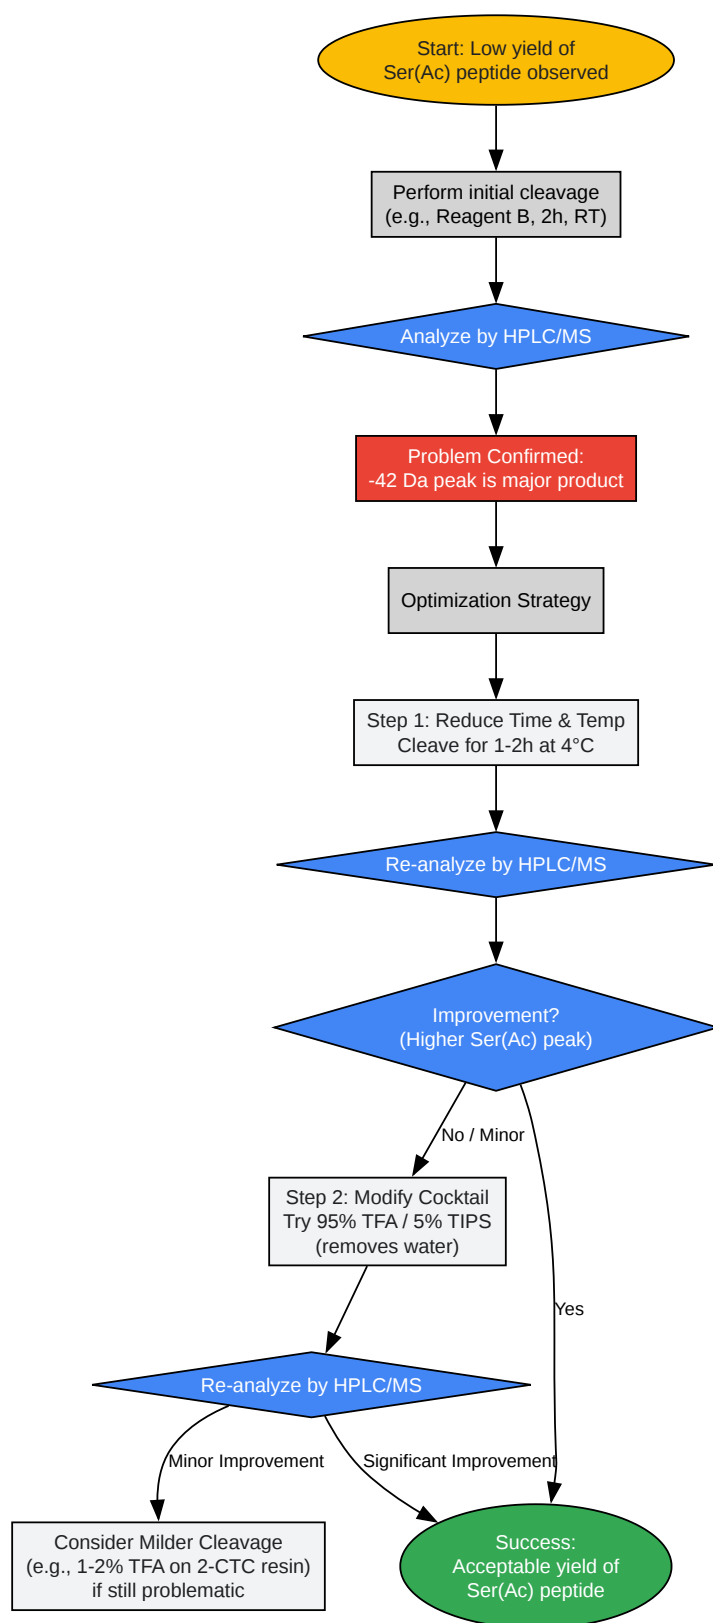 Start: Low yield of
Ser(Ac) peptide observed
Perform initial cleavage
(e.g., Reagent B, 2h, RT)
Analyze by HPLC/MS
Problem Confirmed:
-42 Da peak is major product
Optimization Strategy
Step 1: Reduce Time & Temp
Cleave for 1-2h at 4°C
Re-analyze by HPLC/MS
Improvement?
(Higher Ser(Ac) peak)
No / Minor
Step 2: Modify Cocktail
Try 95% TFA / 5% TIPS
(removes water)
Yes
Re-analyze by HPLC/MS
Minor Improvement
Significant Improvement
Consider Milder Cleavage
(e.g., 1-2% TFA on 2-CTC resin)
if still problematic
Success:
Acceptable yield of
Ser(Ac) peptide